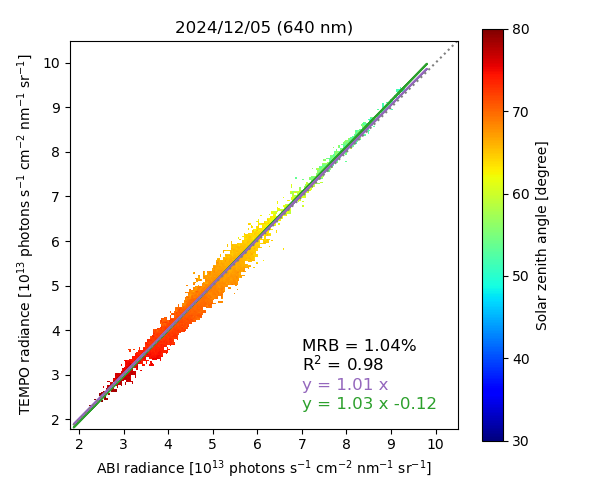 2024/12/05 (640 nm)
TEMPO radiance [10¹³ photons s⁻¹ cm⁻² nm⁻¹ sr⁻¹]
10
9
8
7
6
5
4
3
2
MRB = 1.04%
R² = 0.98
y = 1.01 x
y = 1.03 x -0.12
2 3 4 5 6 7 8 9 10
ABI radiance [10¹³ photons s⁻¹ cm⁻² nm⁻¹ sr⁻¹]
80
70
60
50
40
30
Solar zenith angle [degree]